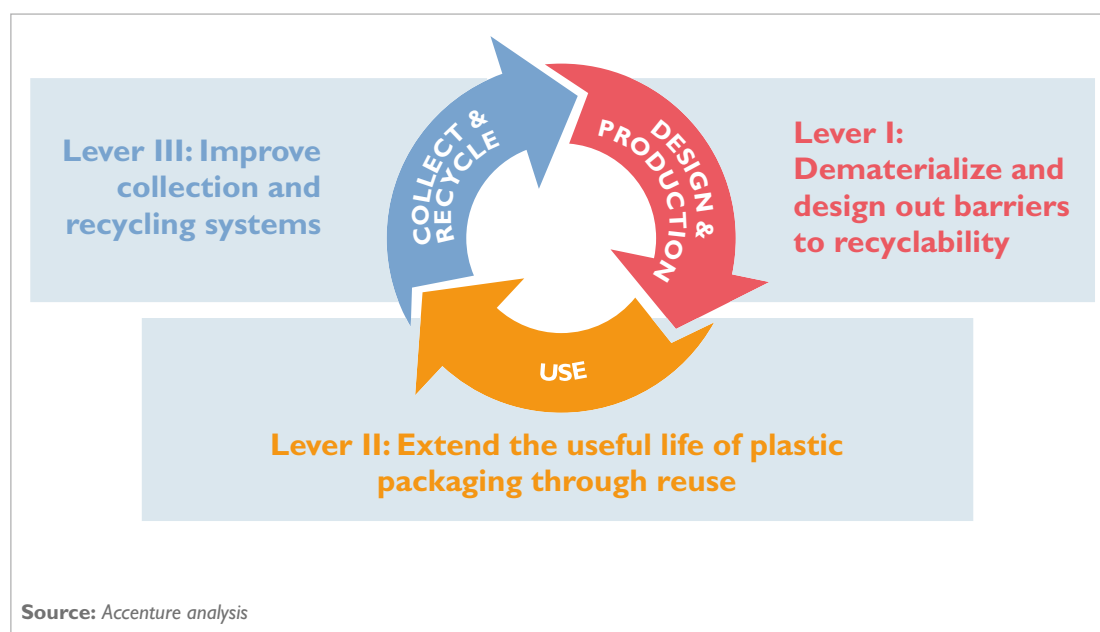 COLLECT &
RECYCLE
DESIGN &
PRODUCTION
USE
Lever III: Improve
collection and
recycling systems
Lever I:
Dematerialize and
design out barriers
to recyclability
Lever II: Extend the useful life of plastic
packaging through reuse
Source: Accenture analysis